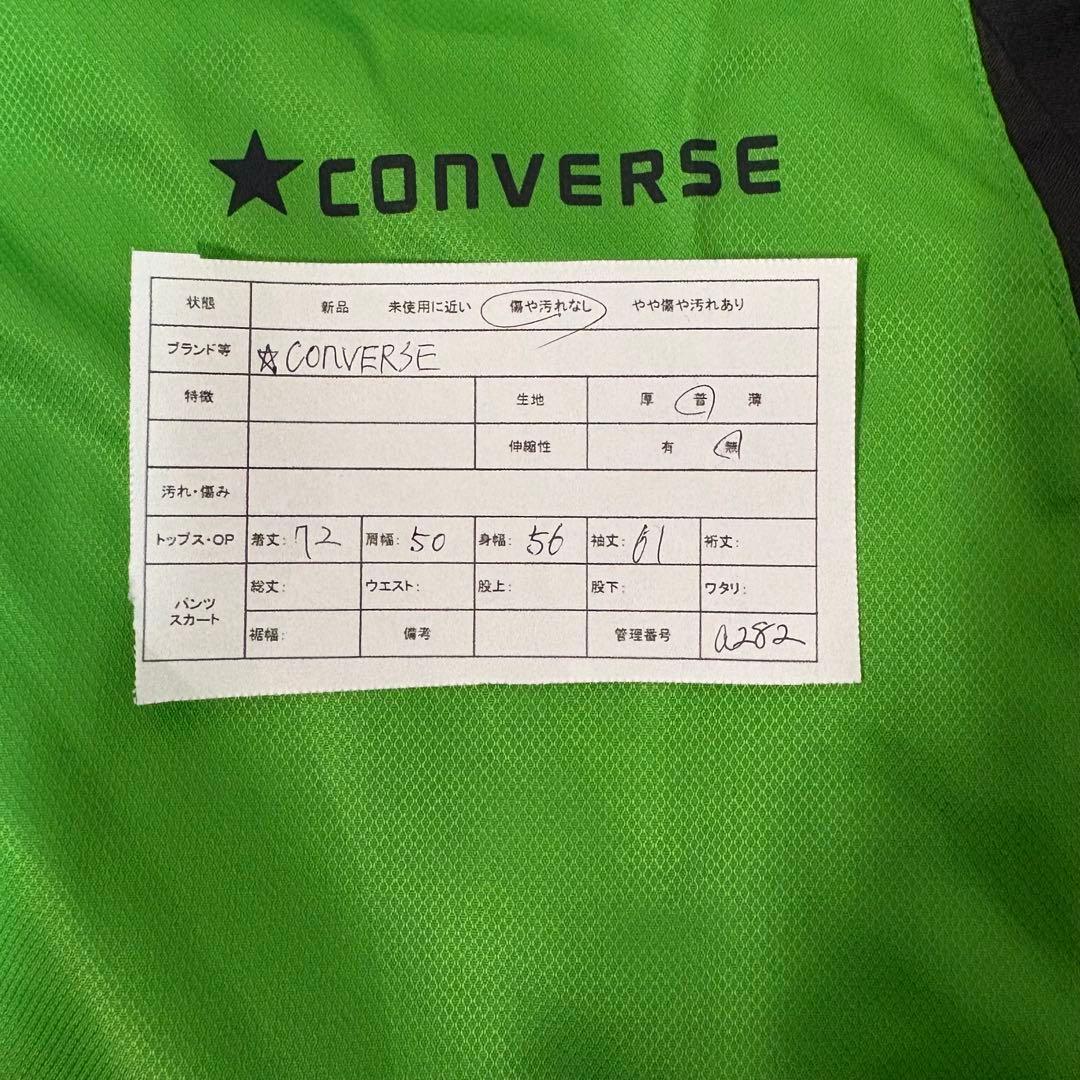 ★CONVERSE
状態 新品 未使用に近い 傷や汚れなし やや傷や汚れあり
ブランド等 ☆CONVERSE
特徴 生地 厚 普 薄
伸縮性 有 無
汚れ・傷み
トップス・OP 着丈: 72 肩幅: 50 身幅: 56 袖丈: 61 裄丈:
パンツ スカート 総丈: ウエスト: 股上: 股下: ワタリ:
裾幅: 備考 管理番号 a282